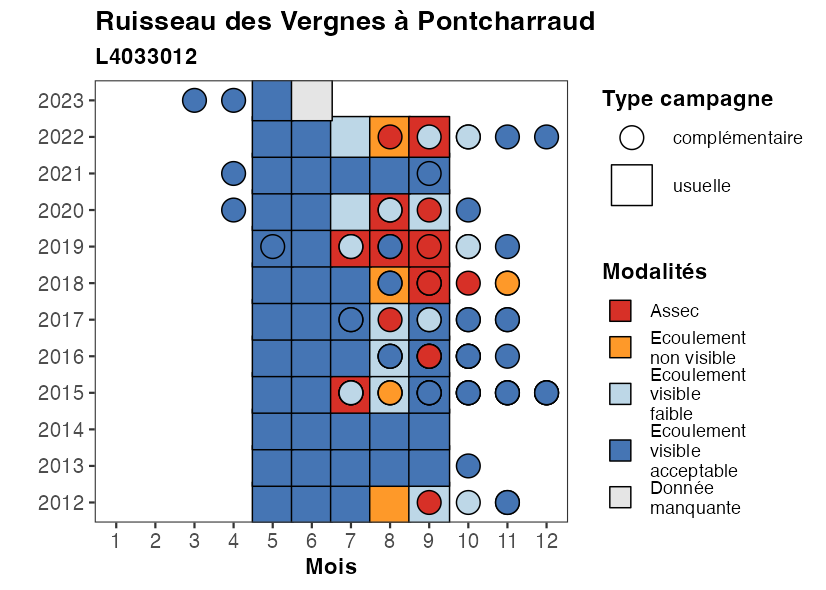 Ruisseau des Vergnes à Pontcharraud
L4033012
2023
2022
2021
2020
2019
2018
2017
2016
2015
2014
2013
2012
1 2 3 4 5 6 7 8 9 10 11 12
Mois
Type campagne
complémentaire
usuelle
Modalités
Assec
Ecoulement
non visible
Ecoulement
visible
faible
Ecoulement
visible
acceptable
Donnée
manquante